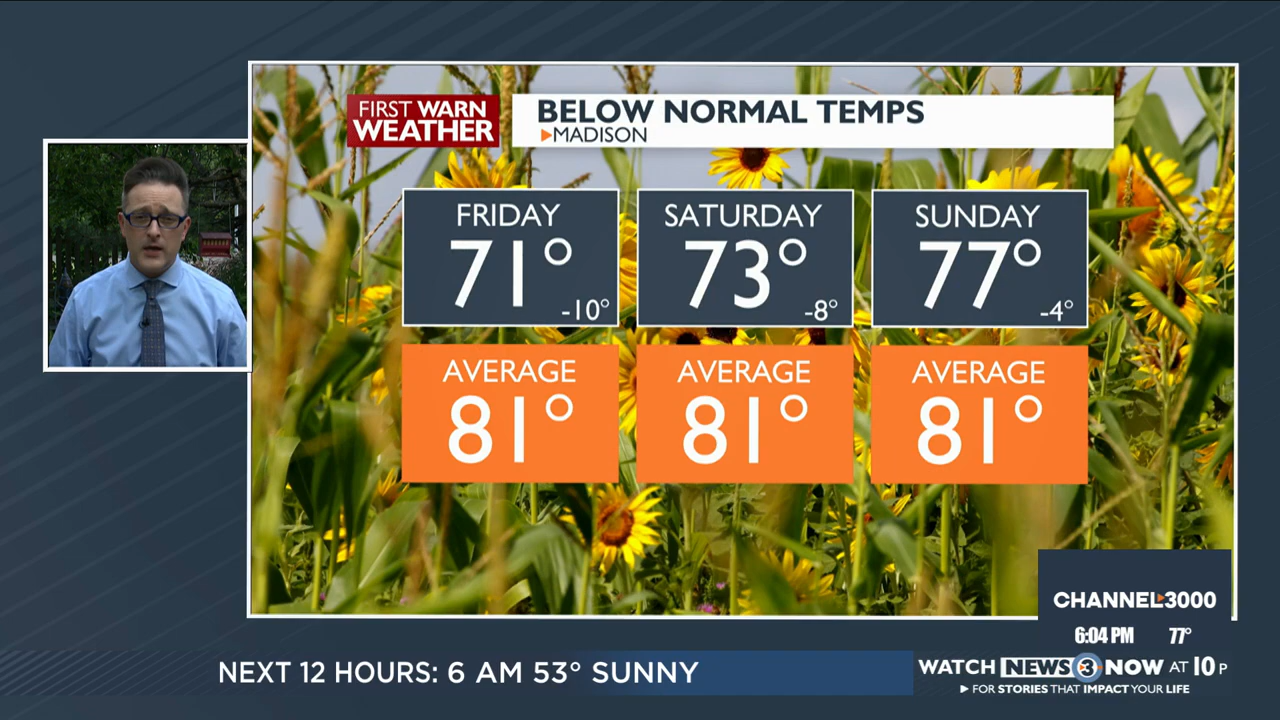 FIRST WARN
WEATHER
BELOW NORMAL TEMPS
MADISON
FRIDAY
71°
-10°
SATURDAY
73°
-8°
SUNDAY
77°
-4°
AVERAGE
81°
AVERAGE
81°
AVERAGE
81°
CHANNEL3000
6:04 PM 77°
NEXT 12 HOURS: 6 AM 53° SUNNY
WATCH NEWS 3 NOW AT 10P
FOR STORIES THAT IMPACT YOUR LIFE